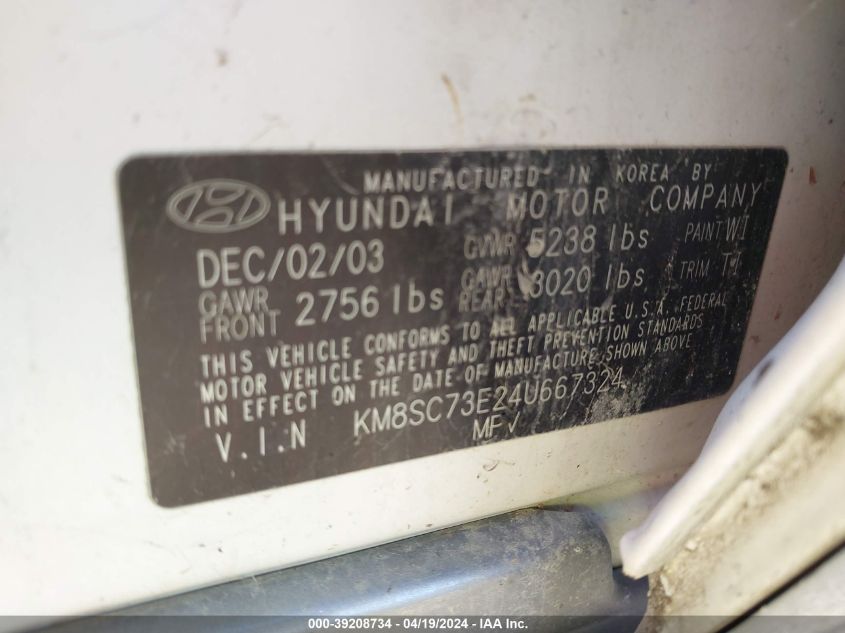 MANUFACTURED IN KOREA BY
HYUNDAI MOTOR COMPANY
DEC/02/03 GVWR 5238 lbs PAINT WI
GAWR FRONT 2756 lbs GAWR REAR 3020 lbs TRIM TI
THIS VEHICLE CONFORMS TO ALL APPLICABLE U.S.A. FEDERAL
MOTOR VEHICLE SAFETY AND THEFT PREVENTION STANDARDS
IN EFFECT ON THE DATE OF MANUFACTURE SHOWN ABOVE
V.I.N KM8SC73E24U667324
MF✓
000-39208734 - 04/19/2024 - IAA Inc.